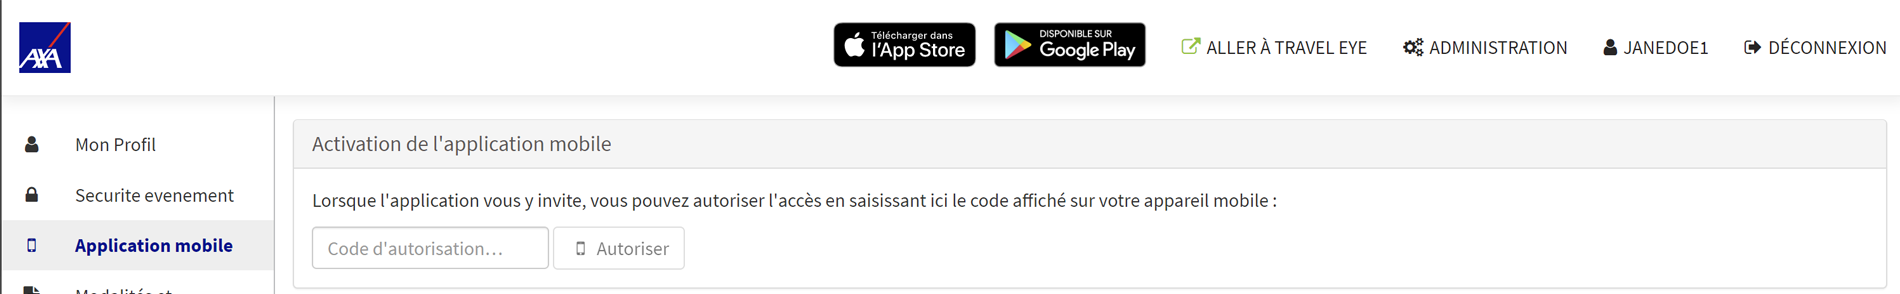 AXA
Télécharger dans
l'App Store
DISPONIBLE SUR
Google Play
ALLER À TRAVEL EYE
ADMINISTRATION
JANEDOE1
DÉCONNEXION
Mon Profil
Securite evenement
Application mobile
Modalités et
Activation de l'application mobile
Lorsque l'application vous y invite, vous pouvez autoriser l'accès en saisissant ici le code affiché sur votre appareil mobile :
Code d'autorisation...
Autoriser